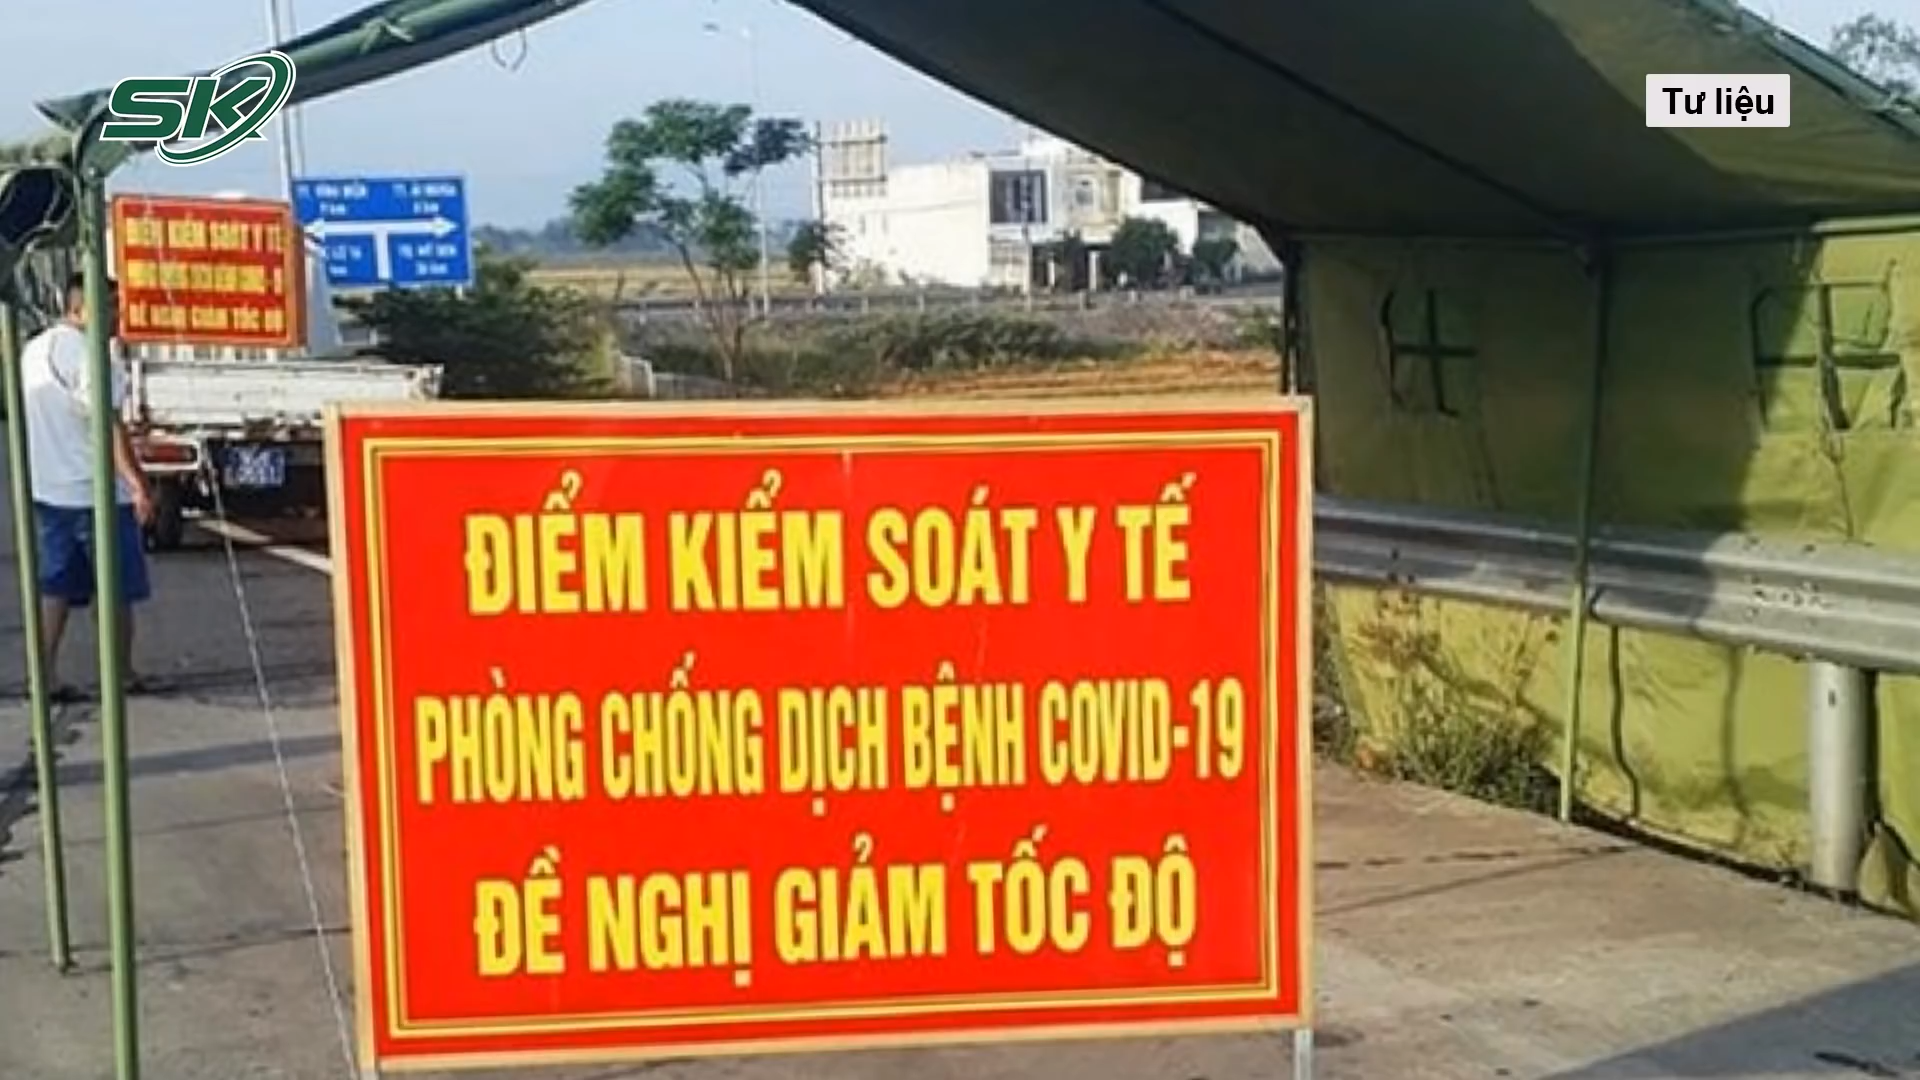 SK
Tư liệu
ĐIỂM KIỂM SOÁT Y TẾ
ĐỀ NGHỊ GIẢM TỐC ĐỘ
ĐIỂM KIỂM SOÁT Y TẾ
PHÒNG CHỐNG DỊCH BỆNH COVID-19
ĐỀ NGHỊ GIẢM TỐC ĐỘ